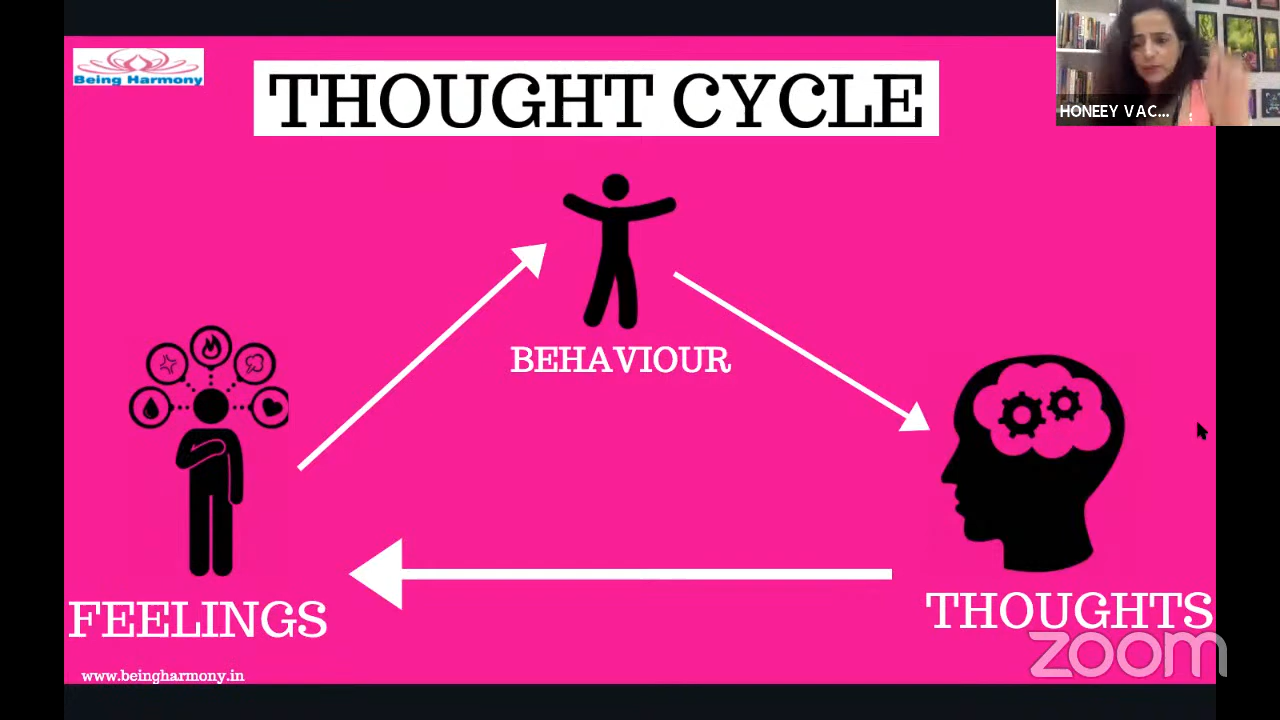 Being Harmony
THOUGHT CYCLE
HONEEY VAC...
BEHAVIOUR
FEELINGS
THOUGHTS
zoom
www.beingharmony.in